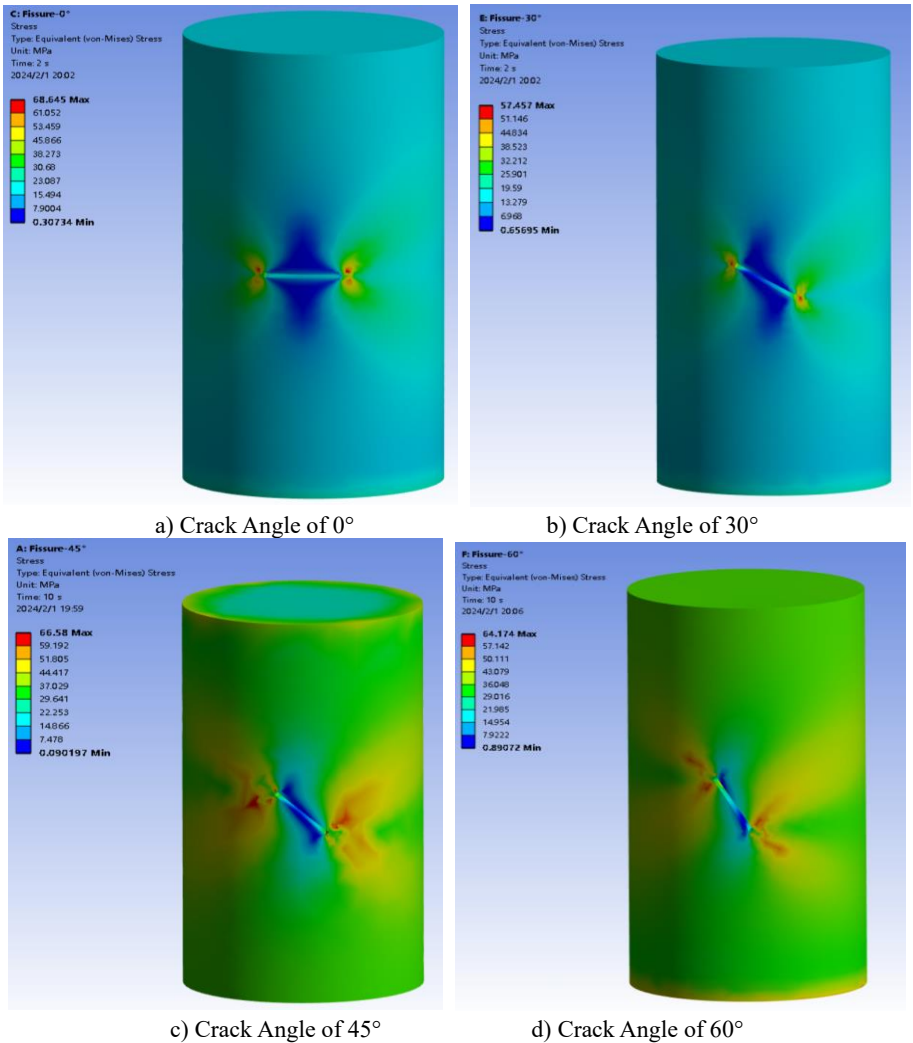 C: Fissure-0°
Stress
Type: Equivalent (von-Mises) Stress
Unit: MPa
Time: 2 s
2024/2/1 20:02
68.645 Max
61.052
53.459
45.866
38.273
30.68
23.087
15.494
7.9004
0.30734 Min
E: Fissure-30°
Stress
Type: Equivalent (von-Mises) Stress
Unit: MPa
Time: 2 s
2024/2/1 20:02
57.457 Max
51.146
44.834
38.523
32.212
25.901
19.59
13.279
6.968
0.65695 Min
a) Crack Angle of 0°
b) Crack Angle of 30°
A: Fissure-45°
Stress
Type: Equivalent (von-Mises) Stress
Unit: MPa
Time: 10 s
2024/2/1 19:59
66.58 Max
59.192
51.805
44.417
37.029
29.641
22.253
14.866
7.478
0.090197 Min
F: Fissure-60°
Stress
Type: Equivalent (von-Mises) Stress
Unit: MPa
Time: 10 s
2024/2/1 20:06
64.174 Max
57.142
50.111
43.079
36.048
29.016
21.985
14.954
7.9222
0.89072 Min
c) Crack Angle of 45°
d) Crack Angle of 60°